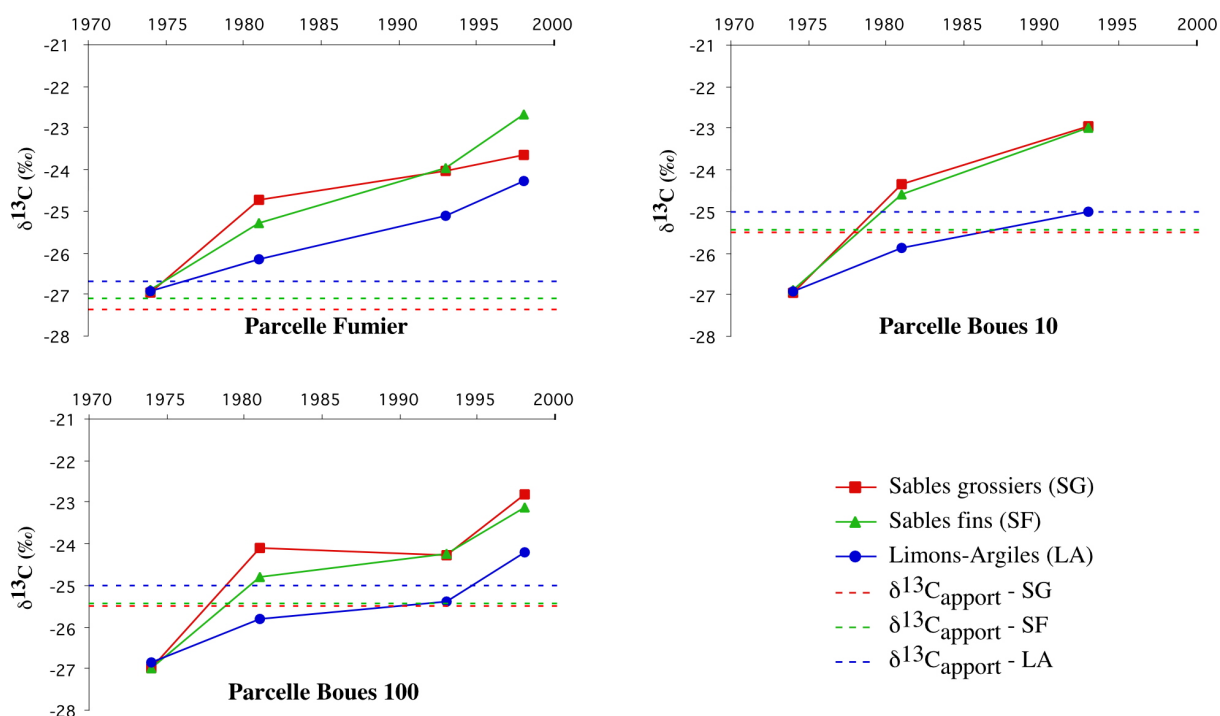 1970 1975 1980 1985 1990 1995 2000
-21
-22
-23
-24
-25
-26
-27
-28
δ13C (‰)
Parcelle Fumier
1970 1975 1980 1985 1990 1995 2000
-21
-22
-23
-24
-25
-26
-27
-28
δ13C (‰)
Parcelle Boues 10
1970 1975 1980 1985 1990 1995 2000
-21
-22
-23
-24
-25
-26
-27
-28
δ13C (‰)
Parcelle Boues 100
Sables grossiers (SG)
Sables fins (SF)
Limons-Argiles (LA)
δ13Capport - SG
δ13Capport - SF
δ13Capport - LA